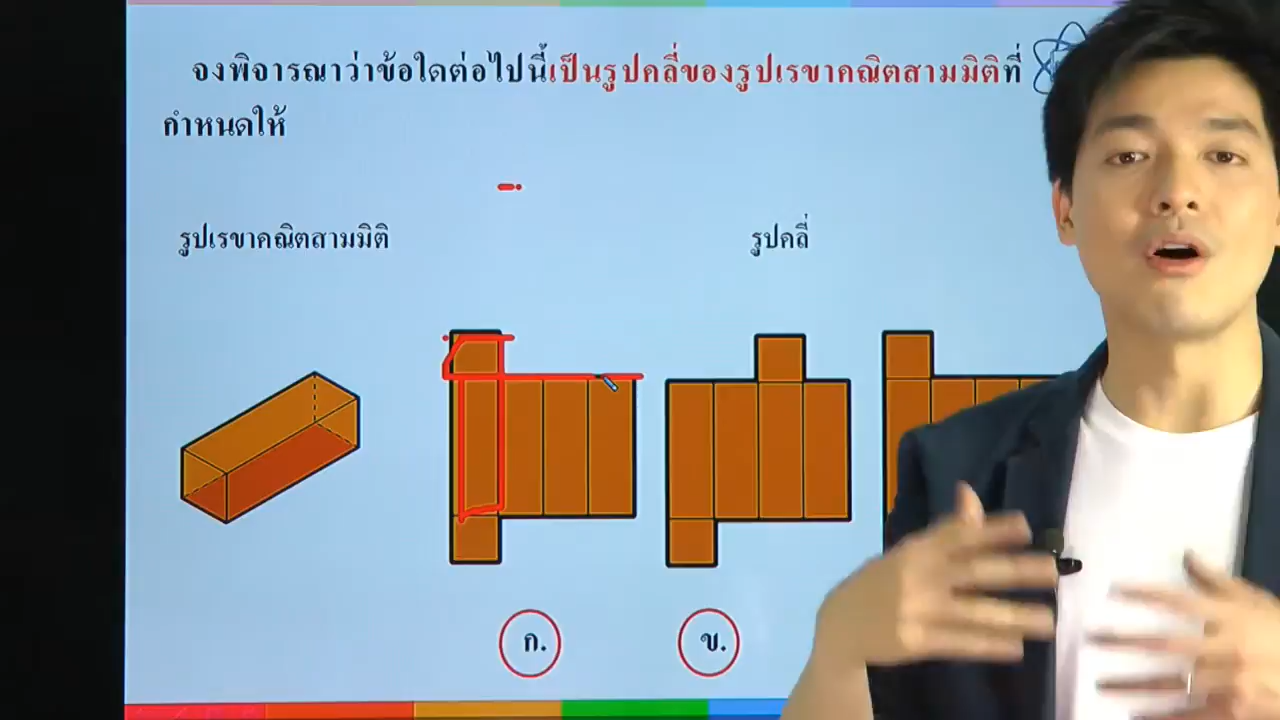 จงพิจารณาว่าข้อใดต่อไปนี้เป็นรูปคลี่ของรูปเรขาคณิตสามมิติที่
กำหนดให้
รูปเรขาคณิตสามมิติ
รูปคลี่
ก.
ข.